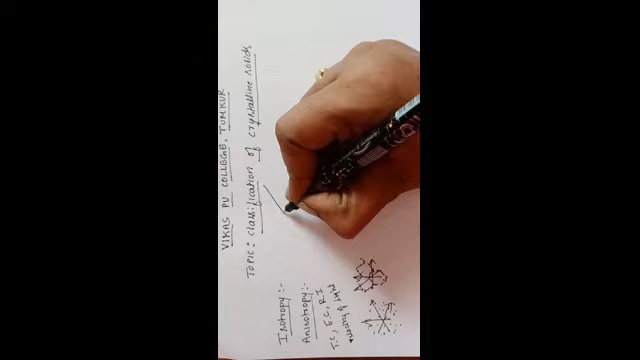 VIKAS PU COLLEGE, TUMKUR
TOPIC: Classification of crystalline solids
Isotropy:-
Anisotropy:-
T.C, E.C, R.I